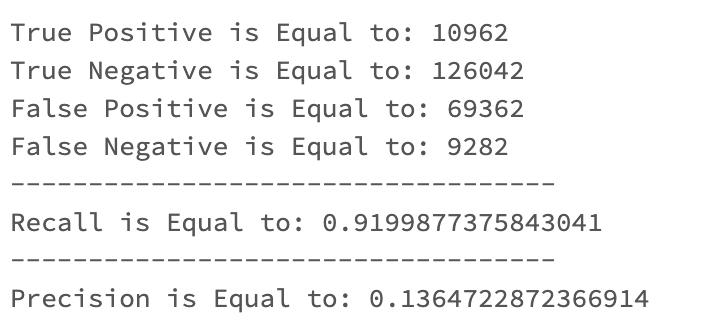 True Positive is Equal to: 10962
True Negative is Equal to: 126042
False Positive is Equal to: 69362
False Negative is Equal to: 9282
-----------------------------------
Recall is Equal to: 0.9199877375843041
-----------------------------------
Precision is Equal to: 0.1364722872366914